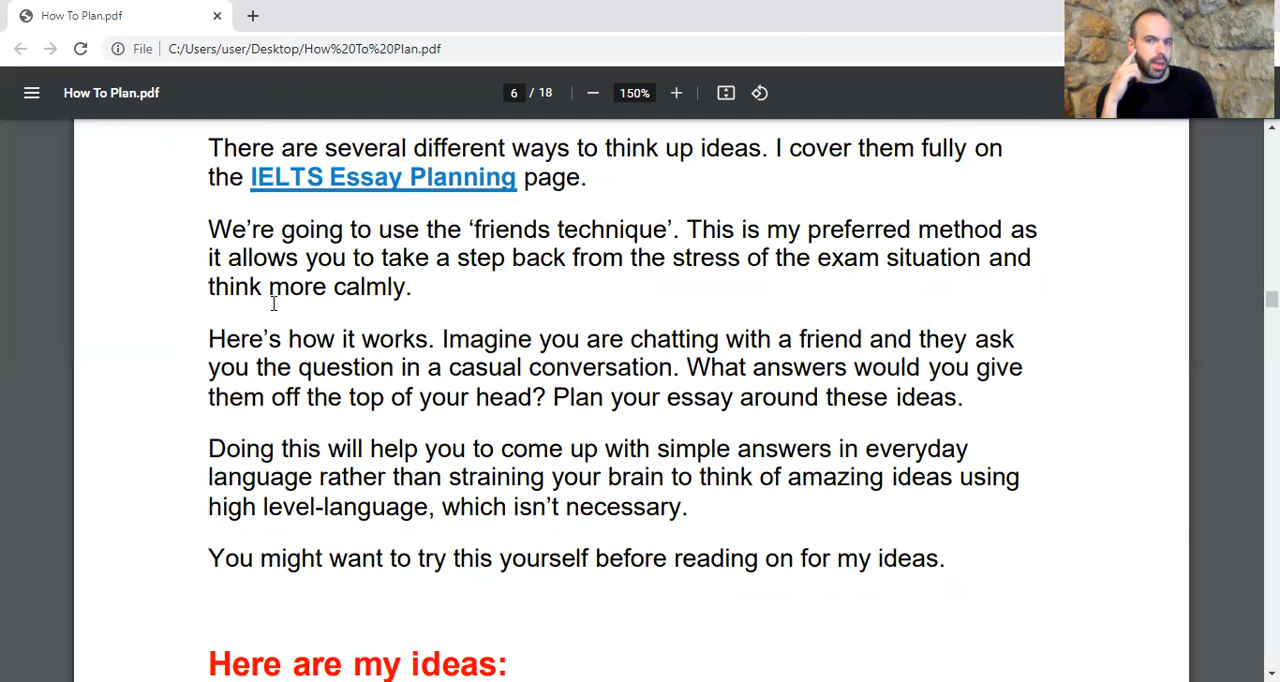 How To Plan.pdf
File
C:/Users/user/Desktop/How%20To%20Plan.pdf
How To Plan.pdf
6 / 18
150%
There are several different ways to think up ideas. I cover them fully on
the IELTS Essay Planning page.
We’re going to use the ‘friends technique’. This is my preferred method as
it allows you to take a step back from the stress of the exam situation and
think more calmly.
Here’s how it works. Imagine you are chatting with a friend and they ask
you the question in a casual conversation. What answers would you give
them off the top of your head? Plan your essay around these ideas.
Doing this will help you to come up with simple answers in everyday
language rather than straining your brain to think of amazing ideas using
high level-language, which isn’t necessary.
You might want to try this yourself before reading on for my ideas.
Here are my ideas: